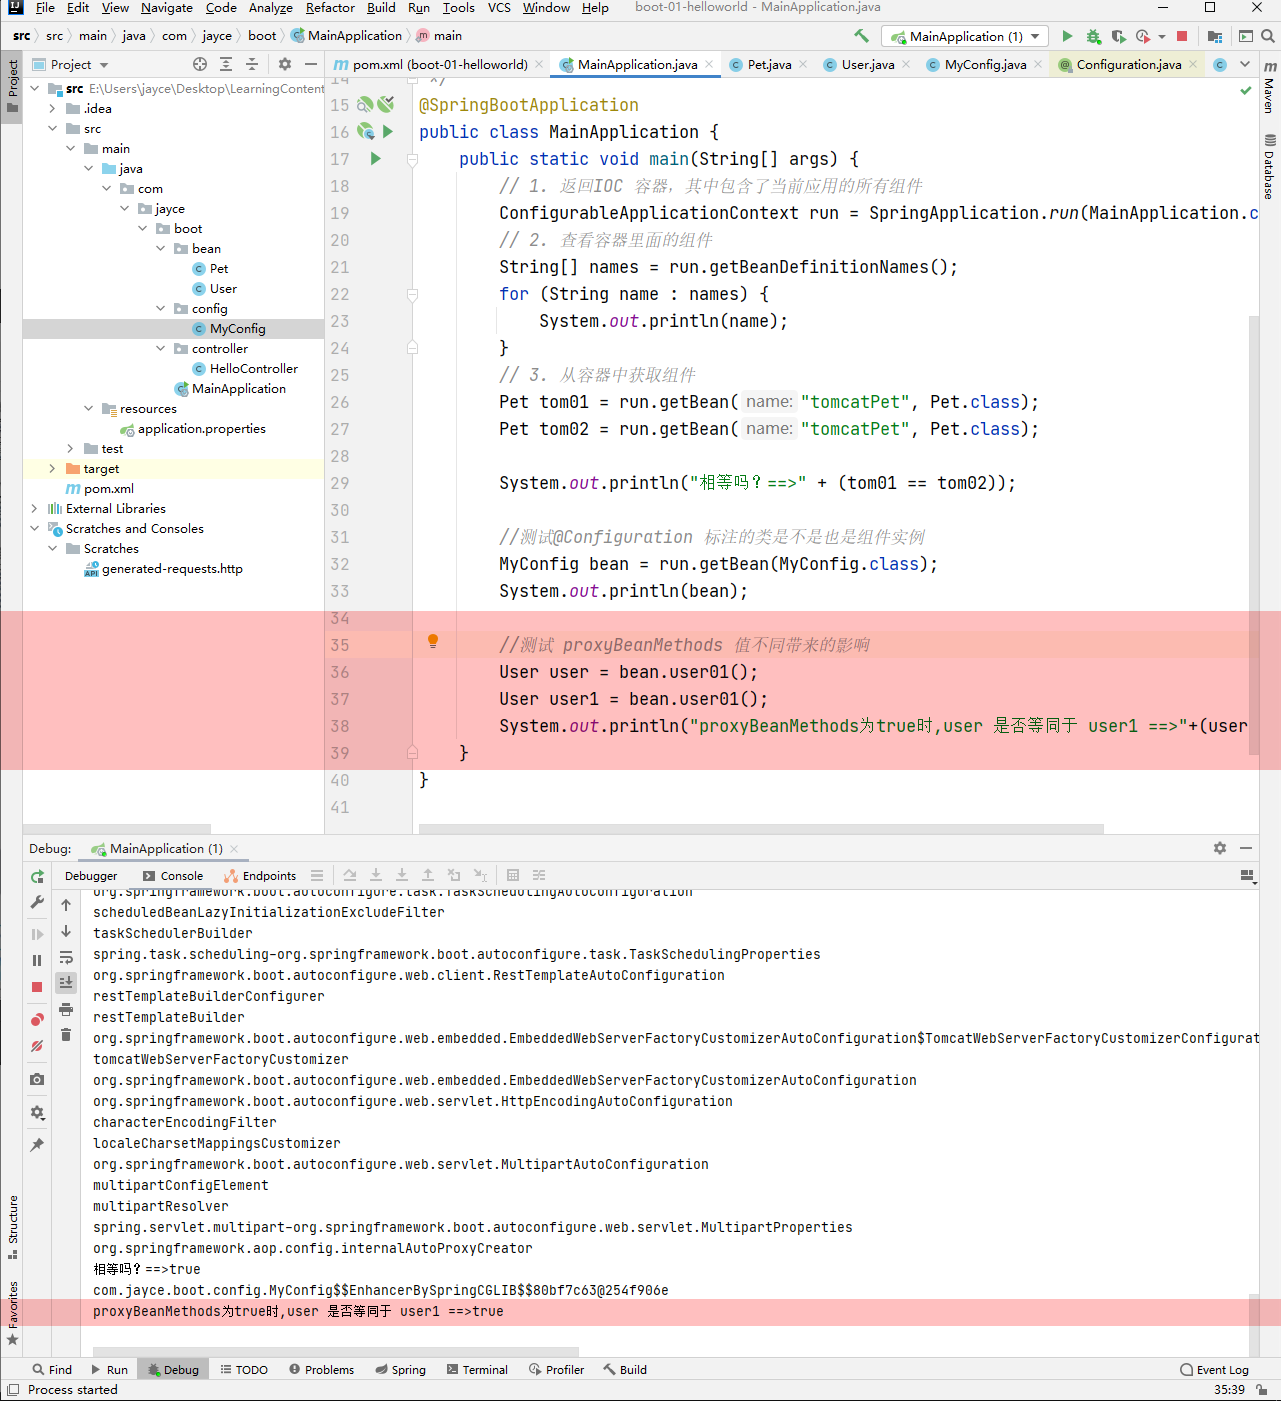 File Edit View Navigate Code Analyze Refactor Build Run Tools VCS Window Help boot-01-helloworld - MainApplication.java
src src main java com jayce boot MainApplication main MainApplication (1)
Project pom.xml (boot-01-helloworld) MainApplication.java Pet.java User.java MyConfig.java Configuration.java
Project
Maven
Database
src E:\Users\jayce\Desktop\LearningContent
.idea
src
main
java
com
jayce
boot
bean
Pet
User
config
MyConfig
controller
HelloController
MainApplication
resources
application.properties
test
target
pom.xml
External Libraries
Scratches and Consoles
Scratches
generated-requests.http
14 */
15 @SpringBootApplication
16 public class MainApplication {
17 public static void main(String[] args) {
18 // 1. 返回IOC 容器，其中包含了当前应用的所有组件
19 ConfigurableApplicationContext run = SpringApplication.run(MainApplication.c
20 // 2. 查看容器里面的组件
21 String[] names = run.getBeanDefinitionNames();
22 for (String name : names) {
23 System.out.println(name);
24 }
25 // 3. 从容器中获取组件
26 Pet tom01 = run.getBean( name: "tomcatPet", Pet.class);
27 Pet tom02 = run.getBean( name: "tomcatPet", Pet.class);
28
29 System.out.println("相等吗？==>" + (tom01 == tom02));
30
31 //测试@Configuration 标注的类是不是也是组件实例
32 MyConfig bean = run.getBean(MyConfig.class);
33 System.out.println(bean);
34
35 //测试 proxyBeanMethods 值不同带来的影响
36 User user = bean.user01();
37 User user1 = bean.user01();
38 System.out.println("proxyBeanMethods为true时,user 是否等同于 user1 ==>"+(user
39 }
40 }
41
Debug: MainApplication (1)
Debugger Console Endpoints
org.springframework.boot.autoconfigure.task.TaskSchedulingAutoConfiguration
scheduledBeanLazyInitializationExcludeFilter
taskSchedulerBuilder
spring.task.scheduling-org.springframework.boot.autoconfigure.task.TaskSchedulingProperties
org.springframework.boot.autoconfigure.web.client.RestTemplateAutoConfiguration
restTemplateBuilderConfigurer
restTemplateBuilder
org.springframework.boot.autoconfigure.web.embedded.EmbeddedWebServerFactoryCustomizerAutoConfiguration$TomcatWebServerFactoryCustomizerConfigurat
tomcatWebServerFactoryCustomizer
org.springframework.boot.autoconfigure.web.embedded.EmbeddedWebServerFactoryCustomizerAutoConfiguration
org.springframework.boot.autoconfigure.web.servlet.HttpEncodingAutoConfiguration
characterEncodingFilter
localeCharsetMappingsCustomizer
org.springframework.boot.autoconfigure.web.servlet.MultipartAutoConfiguration
multipartConfigElement
multipartResolver
spring.servlet.multipart-org.springframework.boot.autoconfigure.web.servlet.MultipartProperties
org.springframework.aop.config.internalAutoProxyCreator
相等吗？==>true
com.jayce.boot.config.MyConfig$$EnhancerBySpringCGLIB$$80bf7c63@254f906e
proxyBeanMethods为true时,user 是否等同于 user1 ==>true
Structure
Favorites
Find Run Debug TODO Problems Spring Terminal Profiler Build Event Log
Process started 35:39